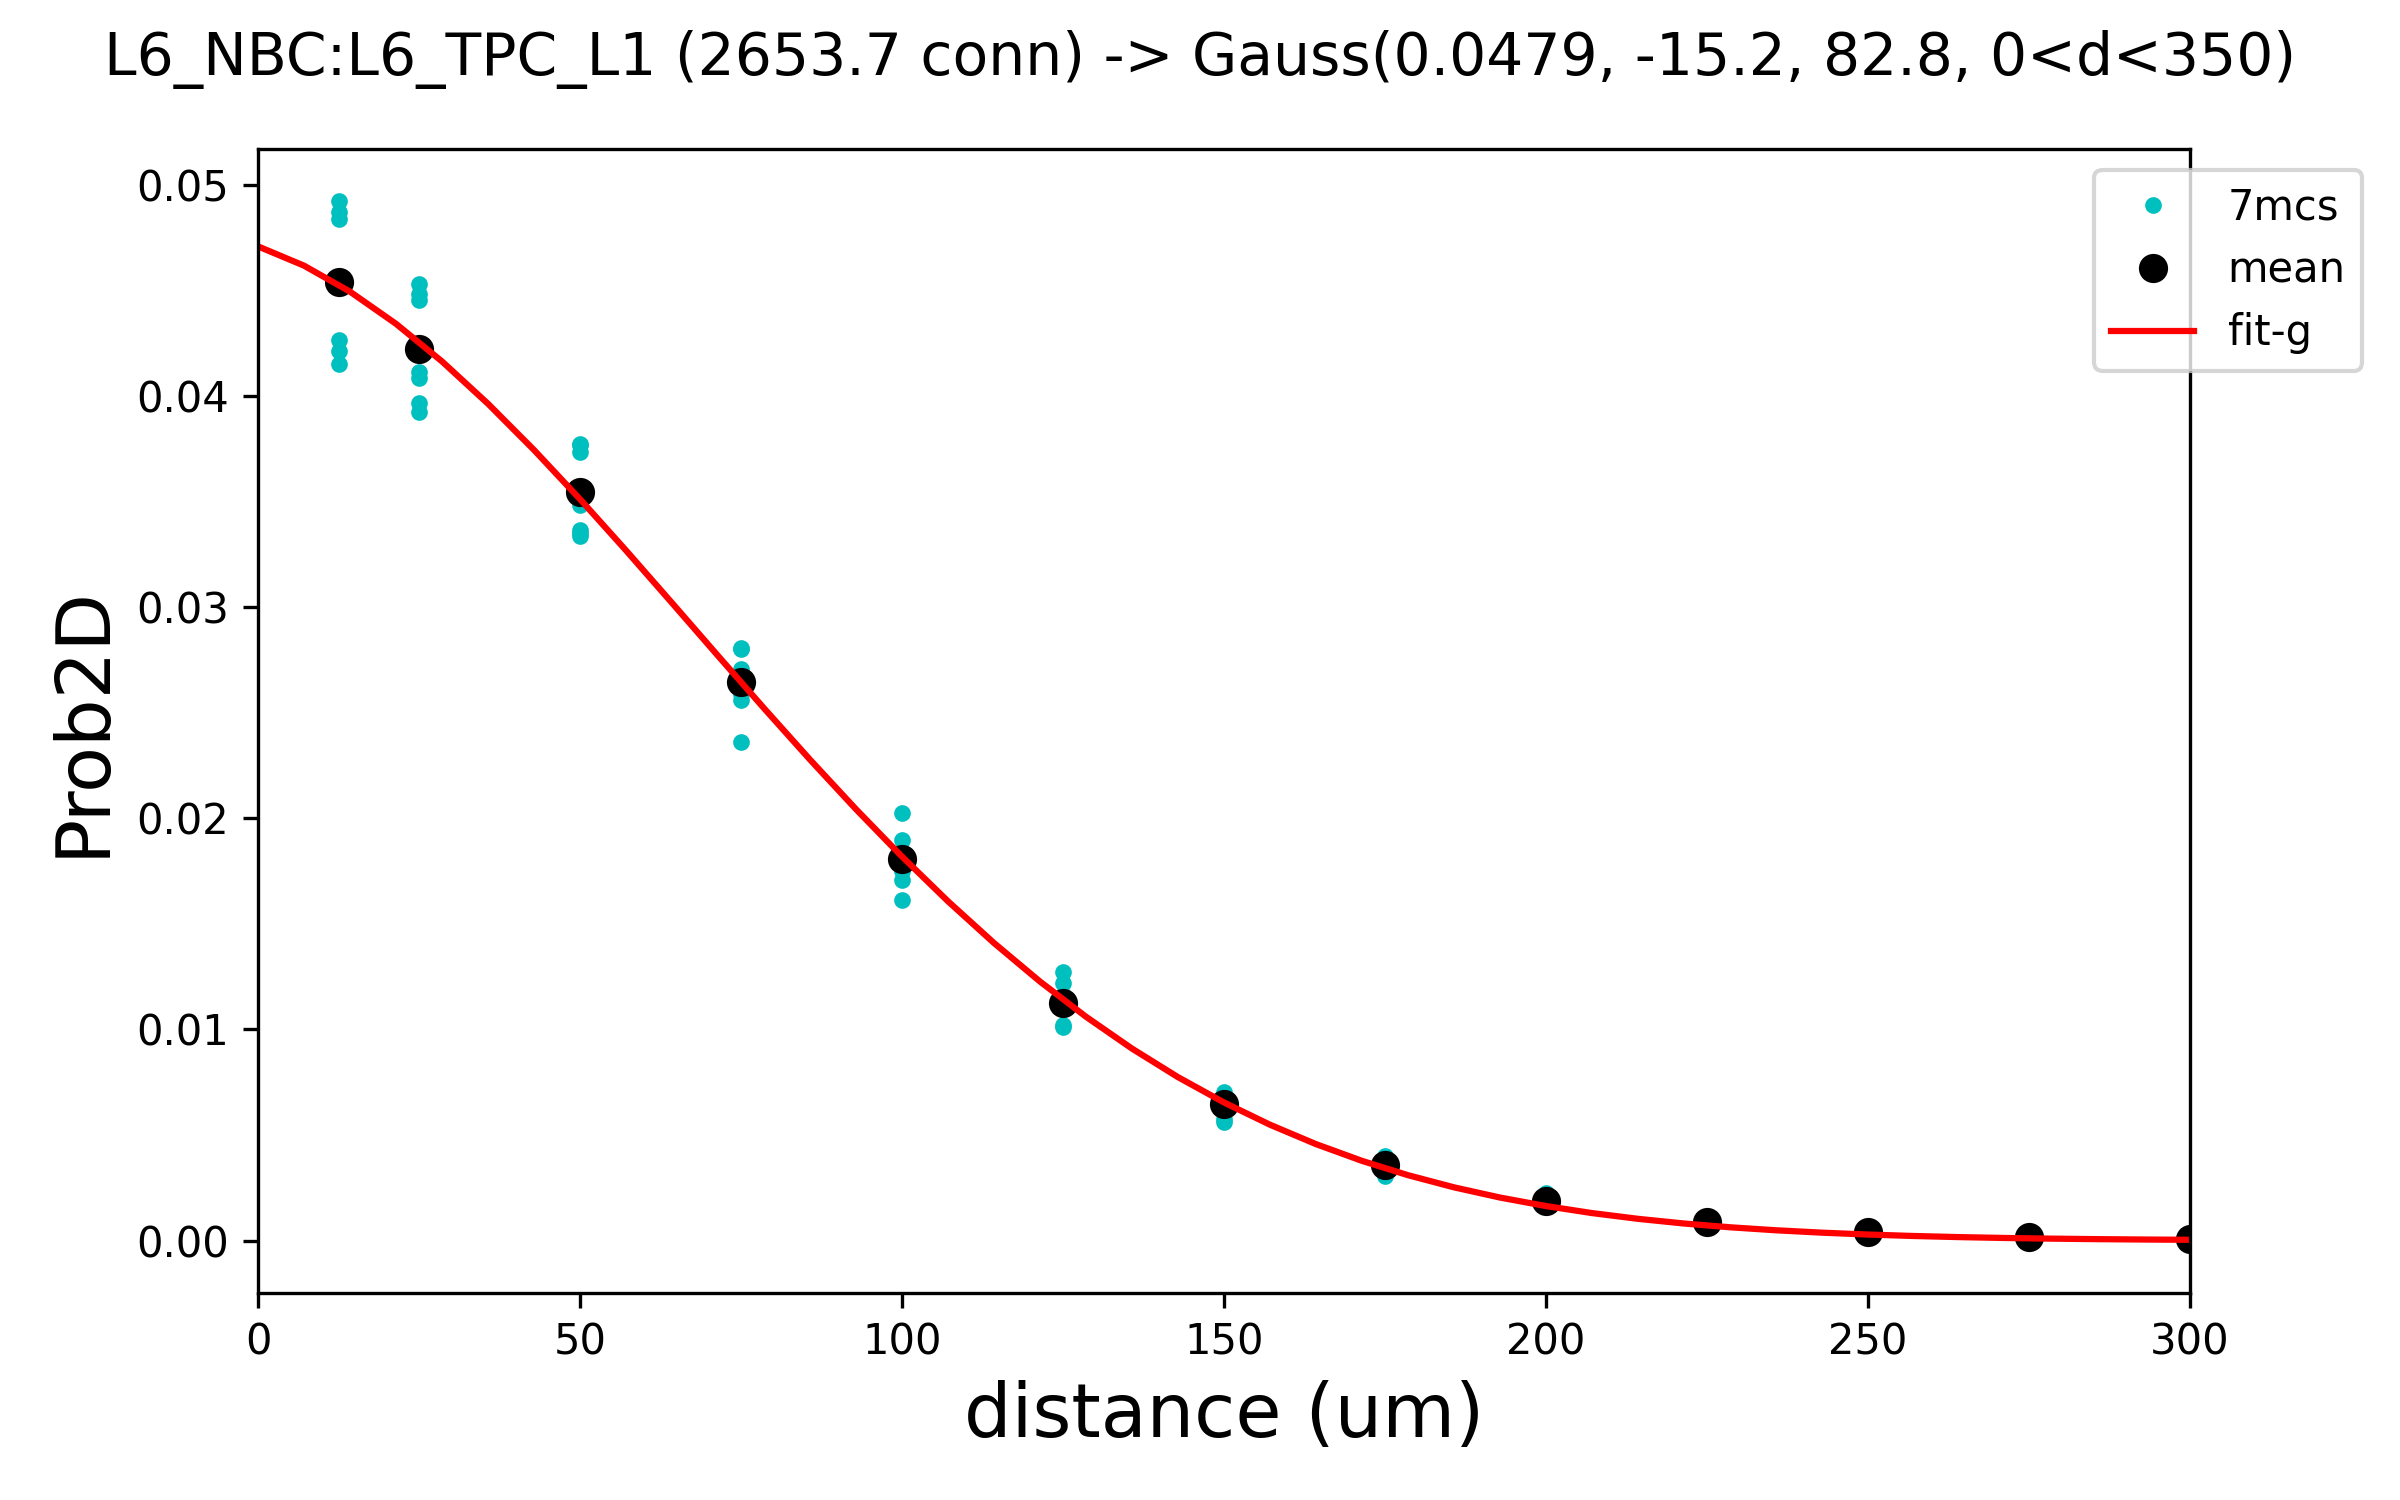 L6_NBC:L6_TPC_L1 (2653.7 conn) -> Gauss(0.0479, -15.2, 82.8, 0<d<350)
7mcs
mean
fit-g
0.05
0.04
0.03
0.02
0.01
0.00
Prob2D
0 50 100 150 200 250 300
distance (um)